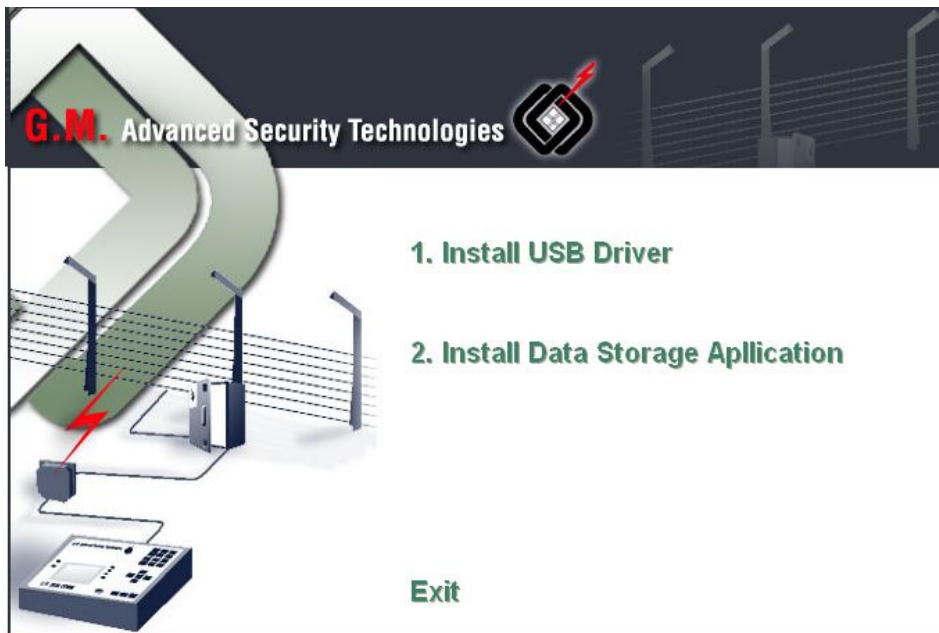 G.M. Advanced Security Technologies
1. Install USB Driver
2. Install Data Storage Apllication
Exit